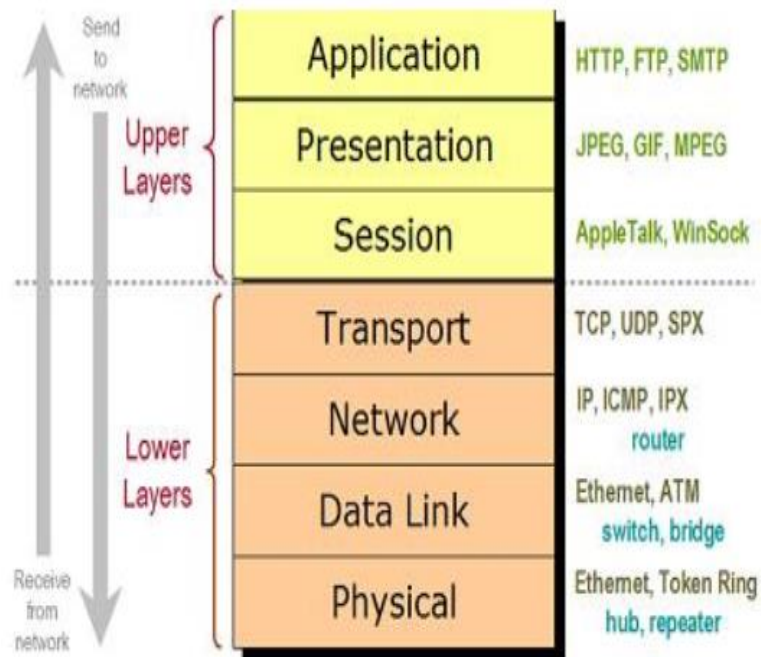 Send
to
network
Upper
Layers
Application
HTTP, FTP, SMTP
Presentation
JPEG, GIF, MPEG
Session
AppleTalk, WinSock
Lower
Layers
Transport
TCP, UDP, SPX
Network
IP, ICMP, IPX
router
Data Link
Ethernet, ATM
switch, bridge
Physical
Ethernet, Token Ring
hub, repeater
Receive
from
network